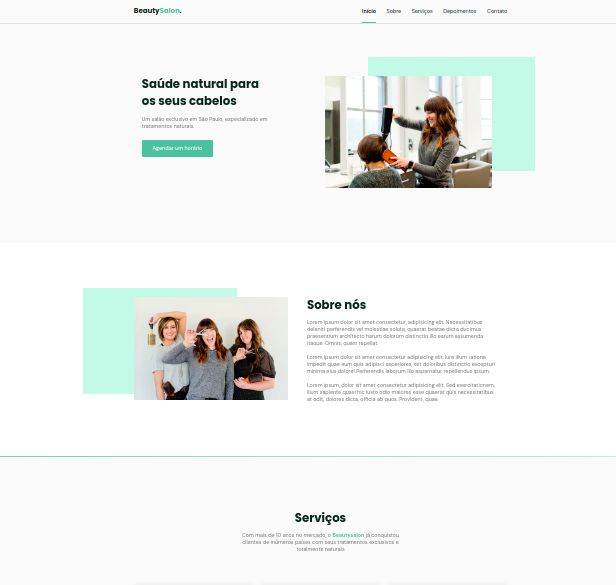 BeautySalon.
Início Sobre Serviços Depoimentos Contato
Saúde natural para
os seus cabelos
Um salão exclusivo em São Paulo, especializado em
tratamentos naturais.
Agendar um horário
Sobre nós
Lorem ipsum dolor sit amet consectetur, adipisicing elit. Necessitatibus
deleniti perferendis vel molestiae soluta, quaerat beatae dicta ducimus
praesentium architecto harum dolorum distinctio illo earum assumenda
itaque. Omnis, quam repellat.
Lorem ipsum dolor sit amet consectetur adipisicing elit. Iure illum ratione
impedit quae eum quis adipisci asperiores, est doloribus distinctio excepturi
minima eius dolore! Perferendis laborum illo aspernatur repellendus ipsum.
Lorem ipsum dolor, sit amet consectetur adipisicing elit. Sed exercitationem,
illum sapiente quasi hic iusto odio maiores esse quaerat quis necessitatibus
at odit, dolores dicta, officia ab quos. Provident, quae.
Serviços
Com mais de 10 anos no mercado, o Beautysalon já conquistou
clientes de inúmeros países com seus tratamentos exclusivos e
totalmente naturais